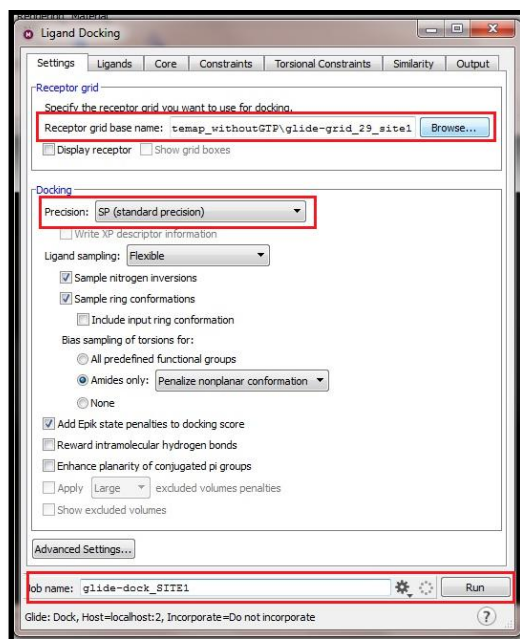 Ligand Docking
Settings Ligands Core Constraints Torsional Constraints Similarity Output
Receptor grid
Specify the receptor grid you want to use for docking.
Receptor grid base name: temap_withoutGTP\glide-grid_29_site1 Browse...
Display receptor Show grid boxes
Docking
Precision: SP (standard precision)
Write XP descriptor information
Ligand sampling: Flexible
Sample nitrogen inversions
Sample ring conformations
Include input ring conformation
Bias sampling of torsions for:
All predefined functional groups
Amides only: Penalize nonplanar conformation
None
Add Epik state penalties to docking score
Reward intramolecular hydrogen bonds
Enhance planarity of conjugated pi groups
Apply Large excluded volumes penalties
Show excluded volumes
Advanced Settings...
Job name: glide-dock_SITE1 Run
Glide: Dock, Host=localhost:2, Incorporate=Do not incorporate ?